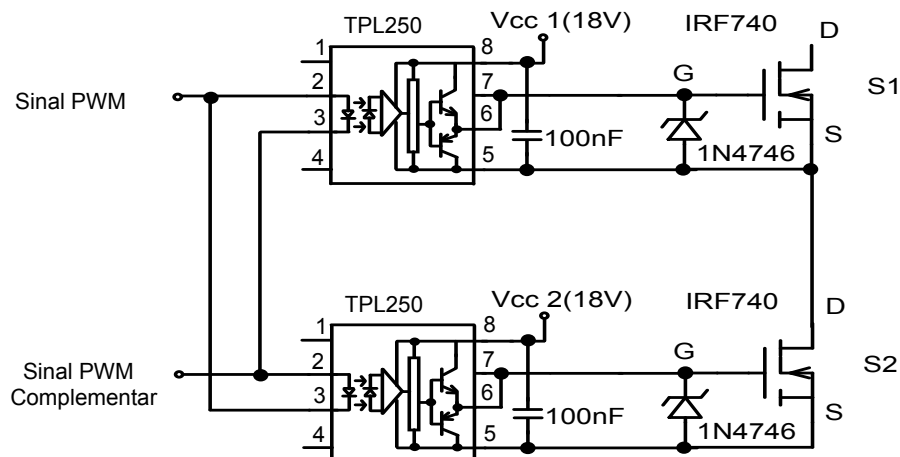 TPL250
Vcc 1(18V)
IRF740
D
1
8
2
7
G
S1
Sinal PWM
3
6
S
4
5
100nF
1N4746
TPL250
Vcc 2(18V)
IRF740
D
1
8
2
7
G
S2
Sinal PWM
Complementar
3
6
S
4
5
100nF
1N4746